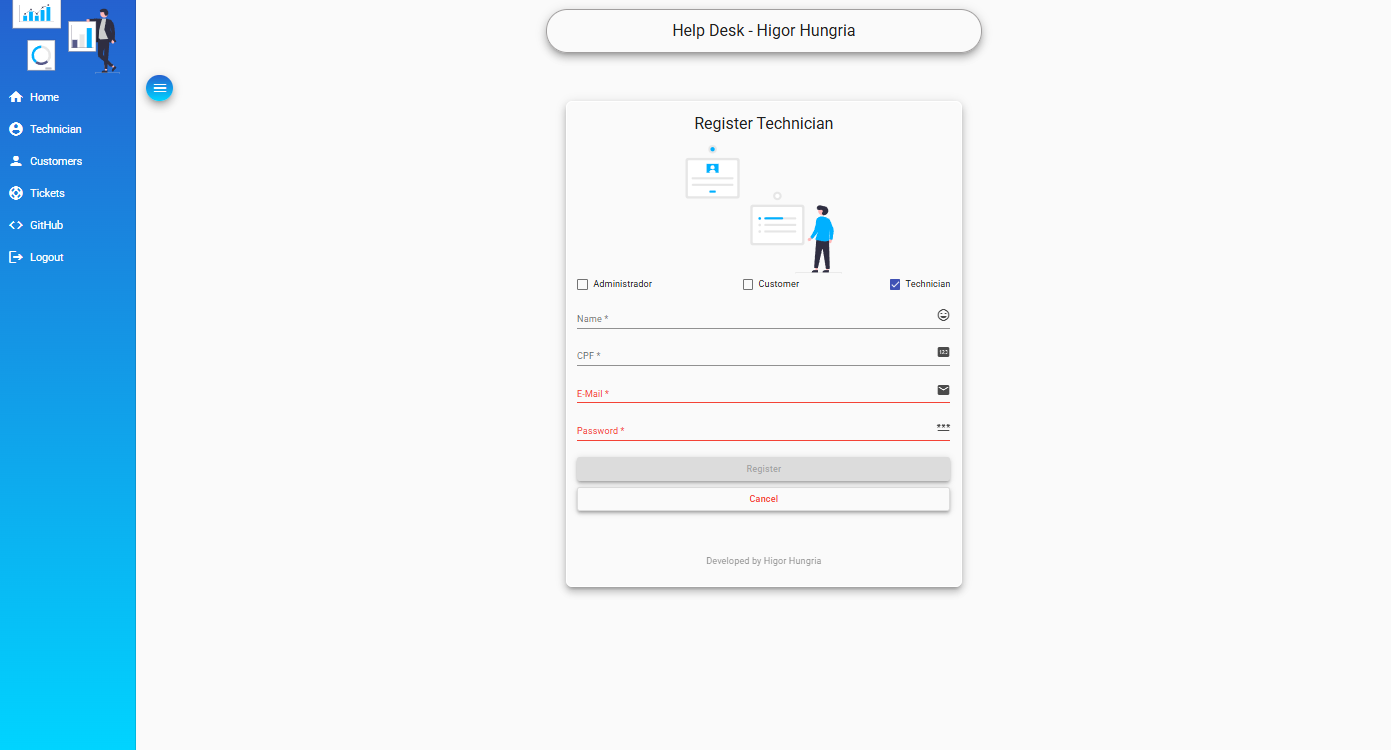 Help Desk - Higor Hungria
Home
Technician
Customers
Tickets
GitHub
Logout
Register Technician
Administrador Customer Technician
Name *
CPF *
123
E-Mail *
Password *
***
Register
Cancel
Developed by Higor Hungria